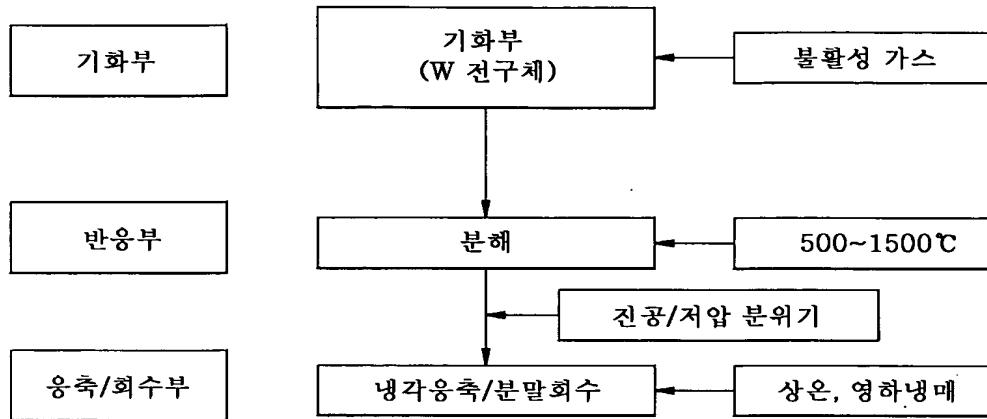 기화부
기화부
(W 전구체)
불활성 가스
반응부
분해
500~1500℃
진공/저압 분위기
응축/회수부
냉각응축/분말회수
상온, 영하냉매